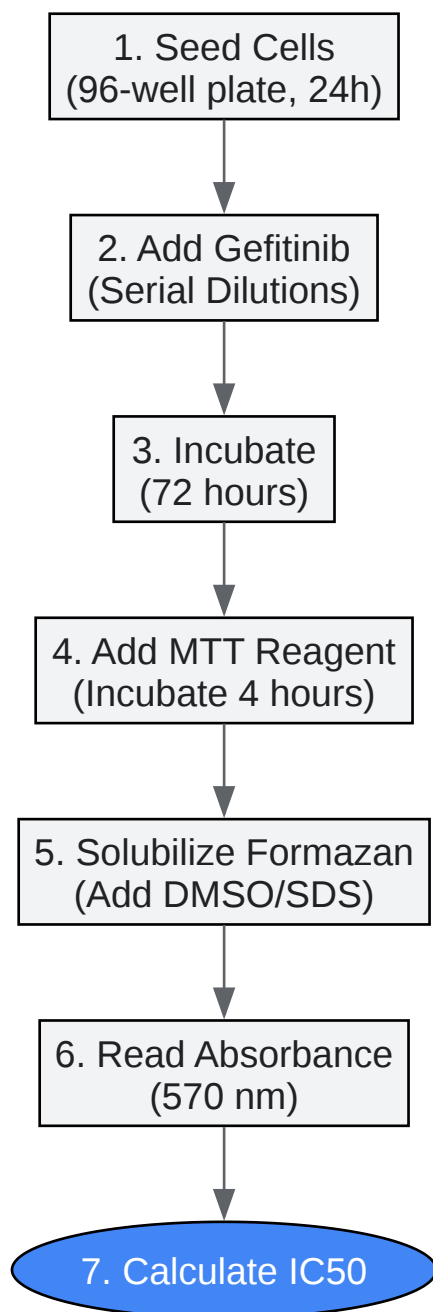 1. Seed Cells
(96-well plate, 24h)
2. Add Gefitinib
(Serial Dilutions)
3. Incubate
(72 hours)
4. Add MTT Reagent
(Incubate 4 hours)
5. Solubilize Formazan
(Add DMSO/SDS)
6. Read Absorbance
(570 nm)
7. Calculate IC50